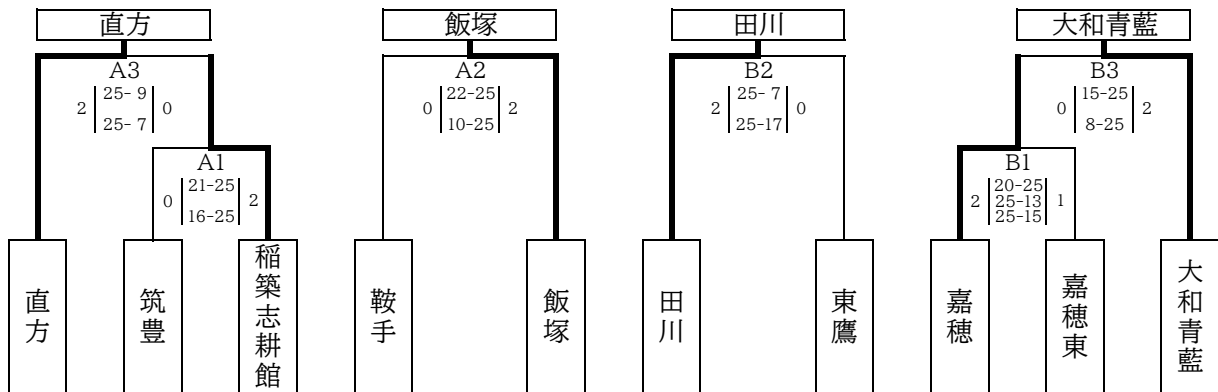 直方
飯塚
田川
大和青藍
A3
2 25- 9 0
25- 7
A2
0 22-25 2
10-25
B2
2 25- 7 0
25-17
B3
0 15-25 2
8-25
A1
0 21-25 2
16-25
B1
20-25
2 25-13 1
25-15
直方
筑豊
稲築志耕館
鞍手
飯塚
田川
東鷹
嘉穂
嘉穂東
大和青藍